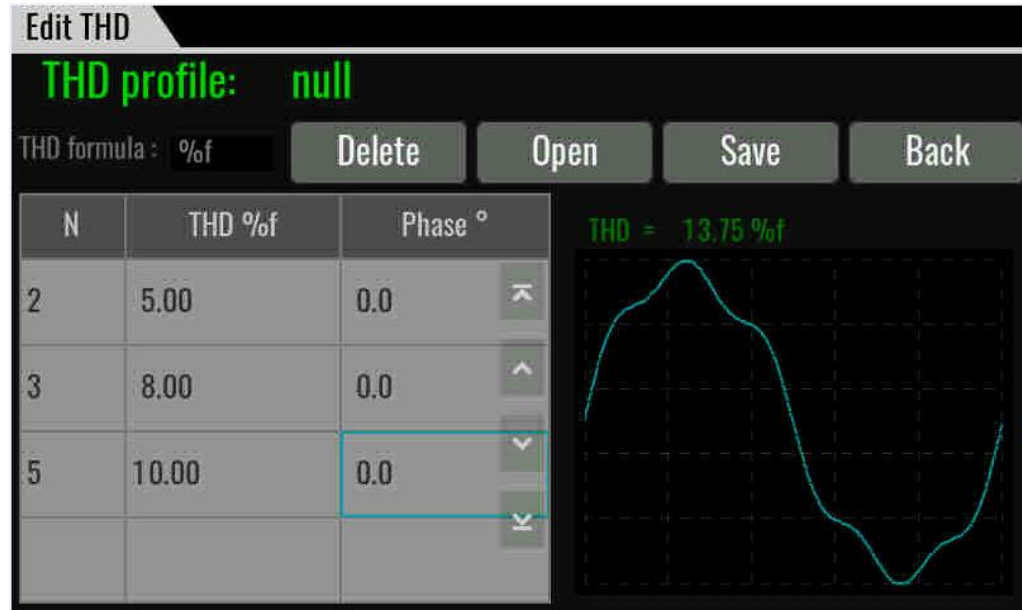 Edit THD
THD profile: null
THD formula : %f Delete Open Save Back
N THD %f Phase °
THD = 13.75 %f
2 5.00 0.0
3 8.00 0.0
5 10.00 0.0